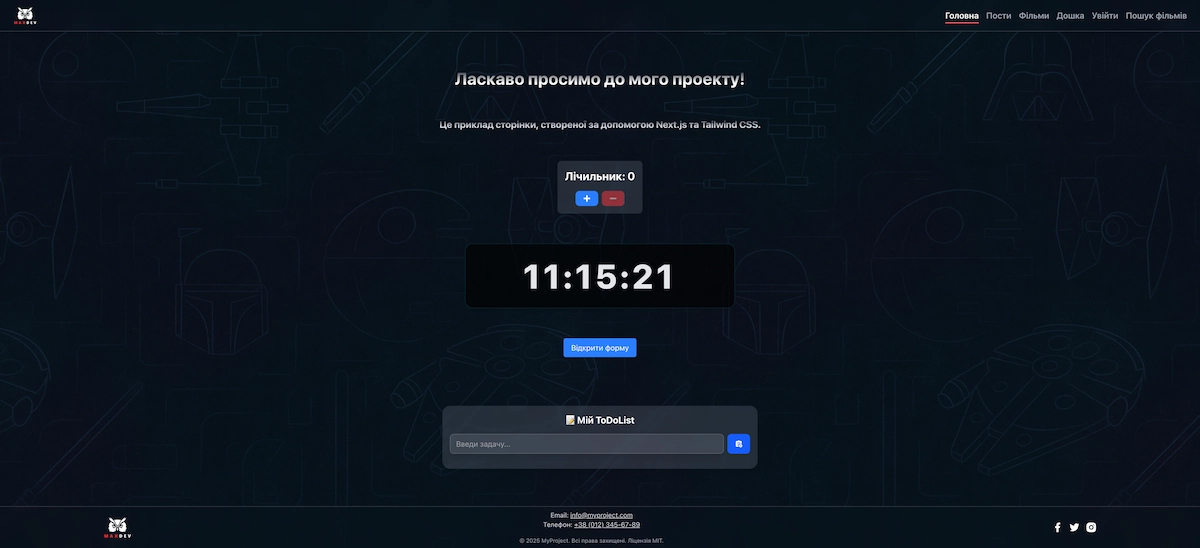 MAXDEV
Головна Пости Фільми Дошка Увійти Пошук фільмів
Ласкаво просимо до мого проекту!
Це приклад сторінки, створеної за допомогою Next.js та Tailwind CSS.
Лічильник: 0
+ −
11:15:21
Відкрити форму
📝 Мій ToDoList
Введи задачу...
MAXDEV
Email: info@myproject.com
Телефон: +38 (012) 345-67-89
© 2025 MyProject. Всі права захищені. Ліцензія MIT.